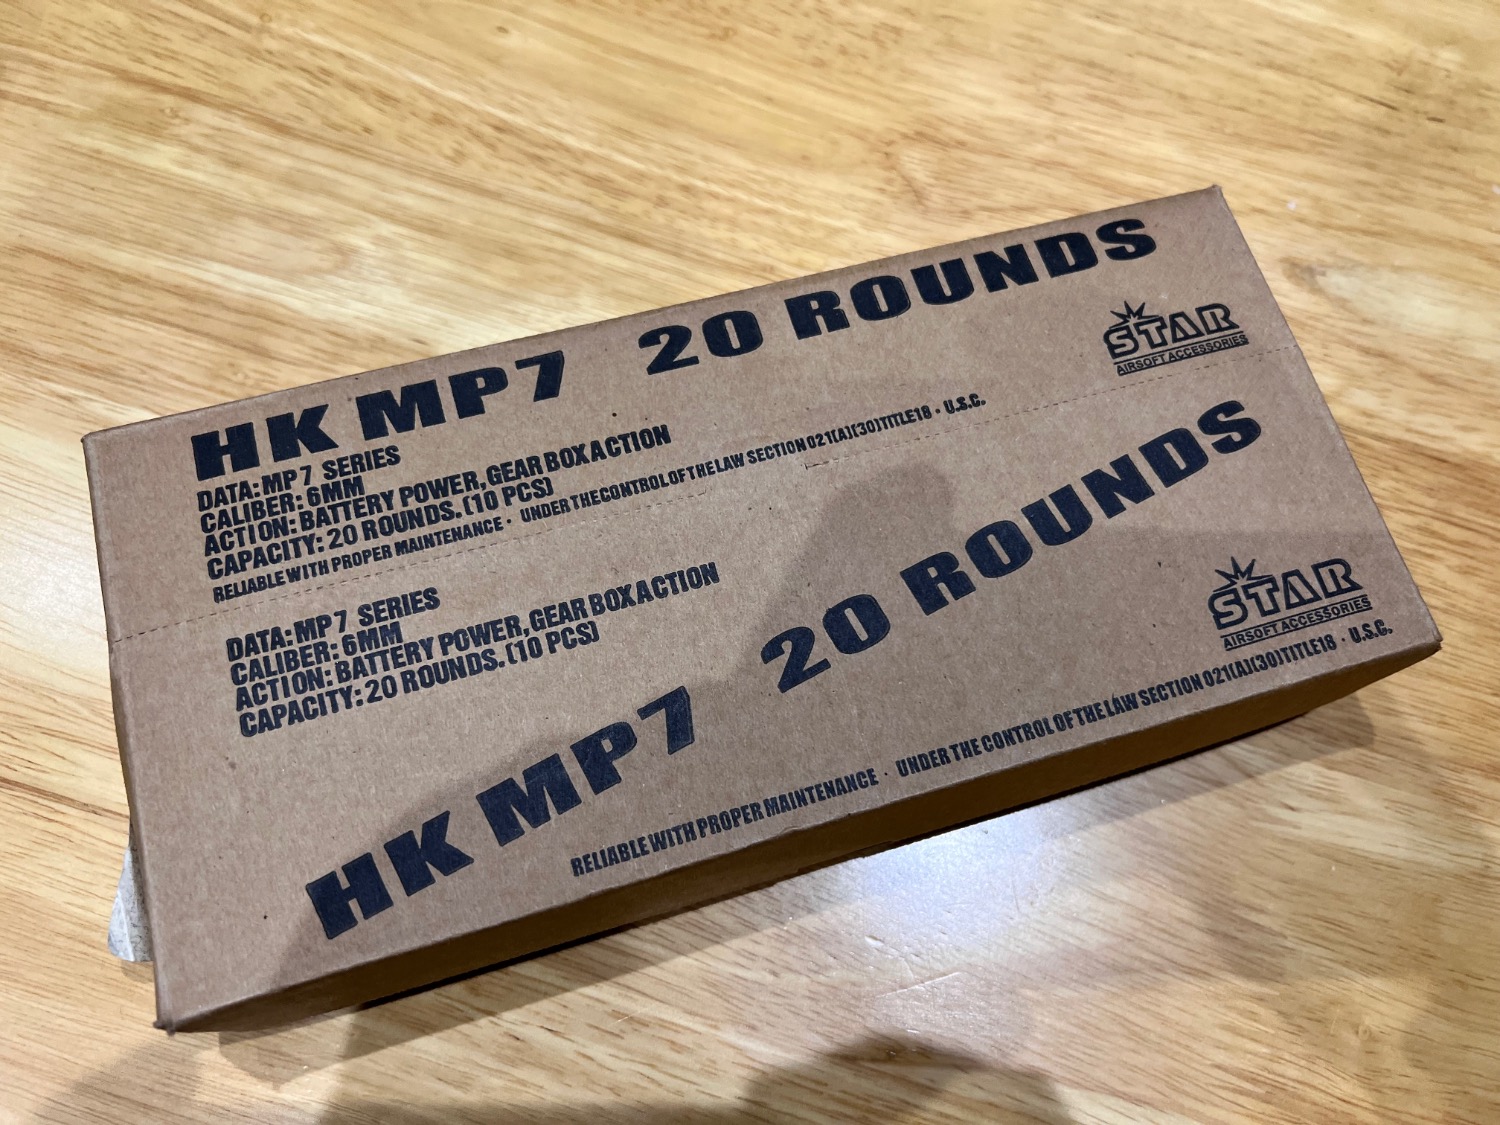 HK MP7 20 ROUNDS
STAR
AIRSOFT ACCESSORIES
DATA: MP7 SERIES
CALIBER: 6MM
ACTION: BATTERY POWER, GEAR BOX ACTION
CAPACITY: 20 ROUNDS. (10 PCS)
RELIABLE WITH PROPER MAINTENANCE · UNDER THE CONTROL OF THE LAW SECTION 021(A)(30)TITLE18 · U.S.C.
DATA: MP7 SERIES
CALIBER: 6MM
ACTION: BATTERY POWER, GEAR BOX ACTION
CAPACITY: 20 ROUNDS. (10 PCS)
HK MP7 20 ROUNDS
STAR
AIRSOFT ACCESSORIES
RELIABLE WITH PROPER MAINTENANCE · UNDER THE CONTROL OF THE LAW SECTION 021(A)(30)TITLE18 · U.S.C.